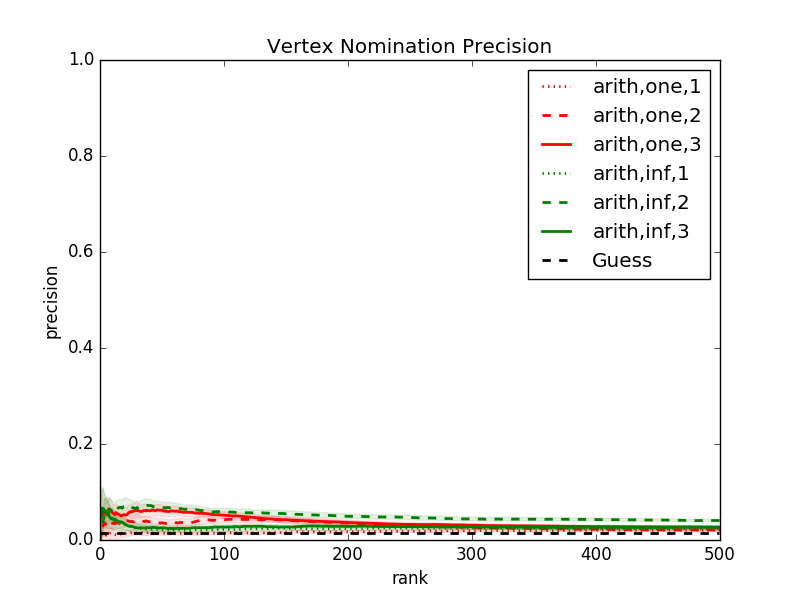 Vertex Nomination Precision
1.0
0.8
0.6
0.4
0.2
0.0
precision
arith,one,1
arith,one,2
arith,one,3
arith,inf,1
arith,inf,2
arith,inf,3
Guess
0 100 200 300 400 500
rank